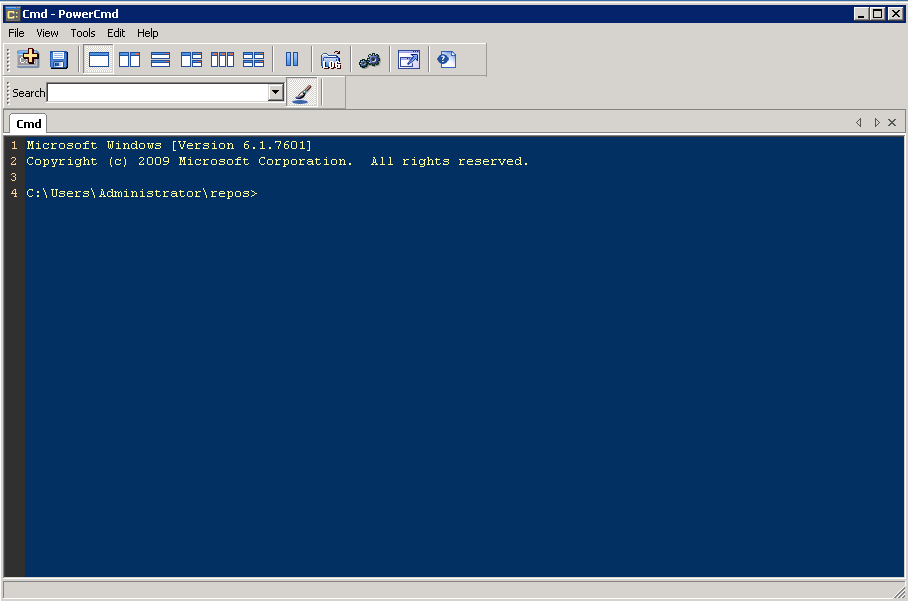 Cmd - PowerCmd
File View Tools Edit Help
LOG
Search
Cmd
1 Microsoft Windows [Version 6.1.7601]
2 Copyright (c) 2009 Microsoft Corporation.  All rights reserved.
3
4 C:\Users\Administrator\repos>